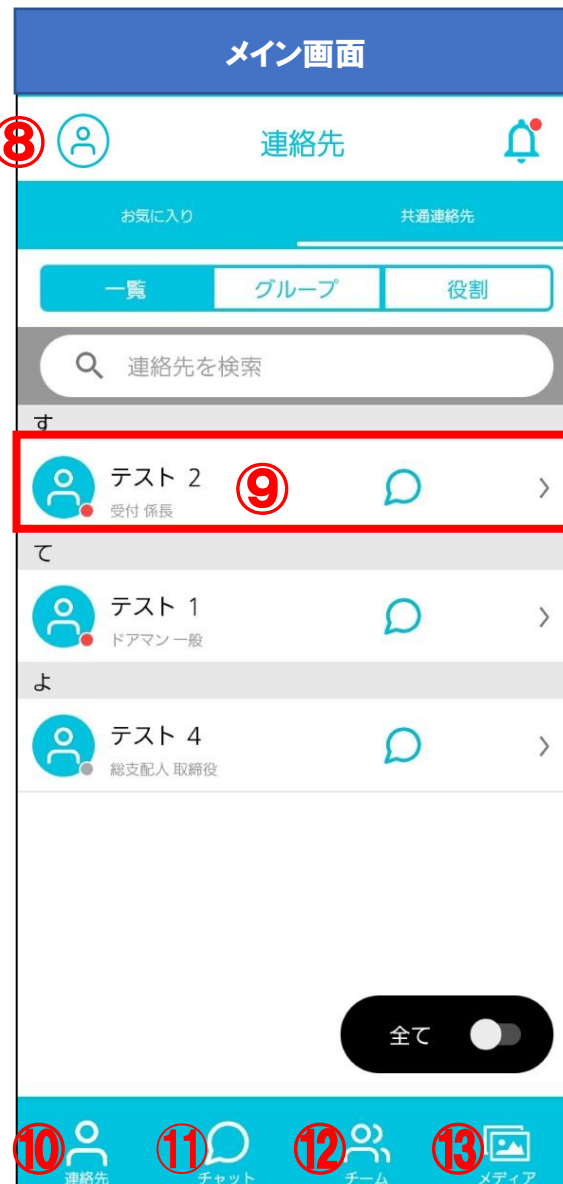 メイン画面
⑧
連絡先
お気に入り 共通連絡先
一覧 グループ 役割
連絡先を検索
す
テスト 2
⑨
受付 係長
て
テスト 1
ドアマン 一般
よ
テスト 4
総支配人 取締役
全て
⑩ ⑪ ⑫ ⑬
連絡先 チャット チーム メディア